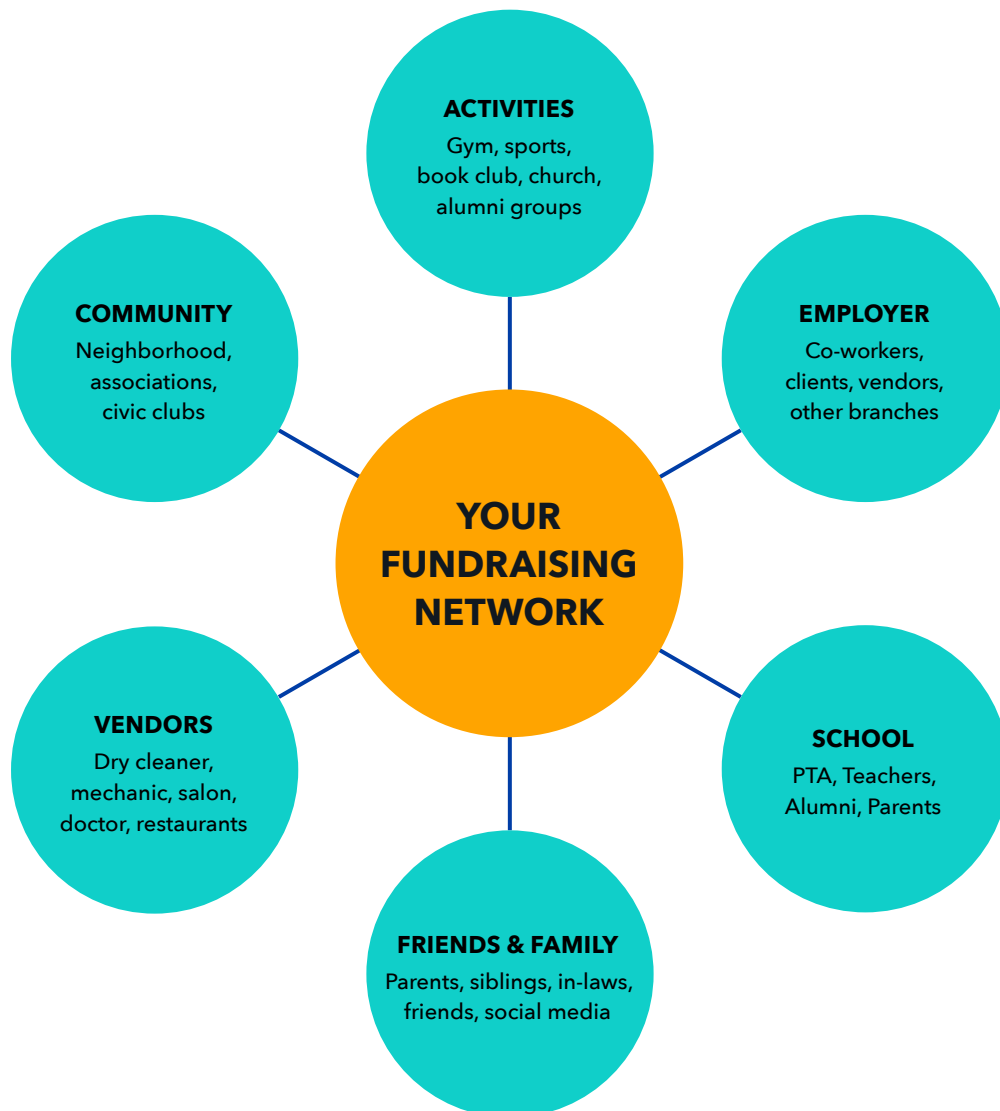 ACTIVITIES
Gym, sports,
book club, church,
alumni groups
COMMUNITY
Neighborhood,
associations,
civic clubs
EMPLOYER
Co-workers,
clients, vendors,
other branches
YOUR
FUNDRAISING
NETWORK
VENDORS
Dry cleaner,
mechanic, salon,
doctor, restaurants
SCHOOL
PTA, Teachers,
Alumni, Parents
FRIENDS & FAMILY
Parents, siblings, in-laws,
friends, social media